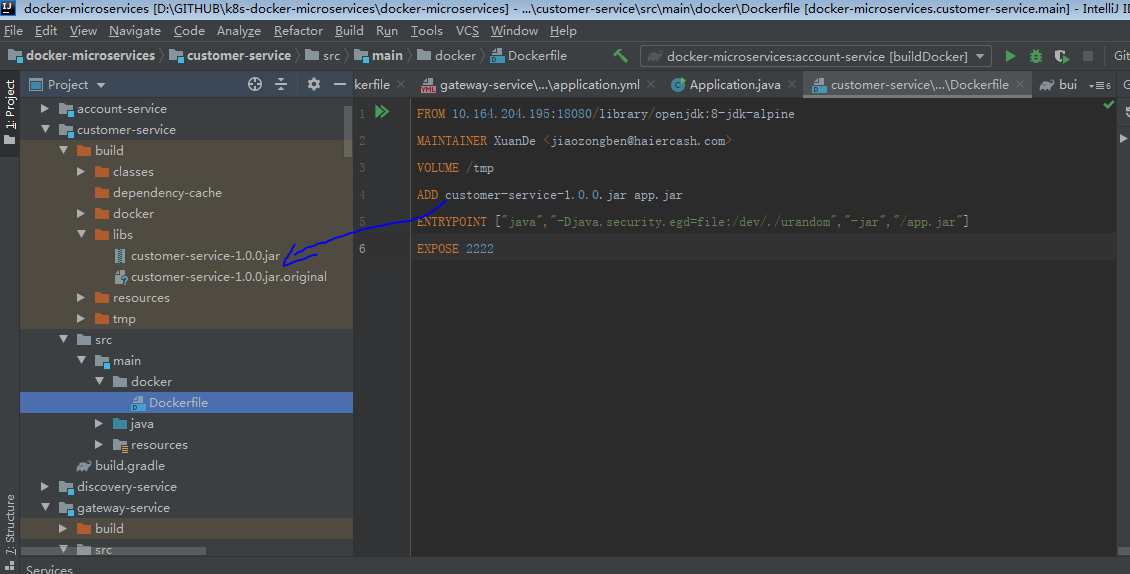 docker-microservices [D:\GITHUB\k8s-docker-microservices\docker-microservices] - ...\customer-service\src\main\docker\Dockerfile [docker-microservices.customer-service.main] - IntelliJ ID
File Edit View Navigate Code Analyze Refactor Build Run Tools VCS Window Help
docker-microservices customer-service src main docker Dockerfile docker-microservices:account-service [buildDocker] Git
1: Project
Project kerfile gateway-service\...\application.yml Application.java customer-service\...\Dockerfile bui 6
account-service
customer-service
build
classes
dependency-cache
docker
libs
customer-service-1.0.0.jar
customer-service-1.0.0.jar.original
resources
tmp
src
main
docker
Dockerfile
java
resources
build.gradle
discovery-service
gateway-service
build
src
1 FROM 10.164.204.195:18080/library/openjdk:8-jdk-alpine
2 MAINTAINER XuanDe <jiaozongben@haiercash.com>
3 VOLUME /tmp
4 ADD customer-service-1.0.0.jar app.jar
5 ENTRYPOINT ["java","-Djava.security.egd=file:/dev/./urandom","-jar","/app.jar"]
6 EXPOSE 2222
7: Structure
Services